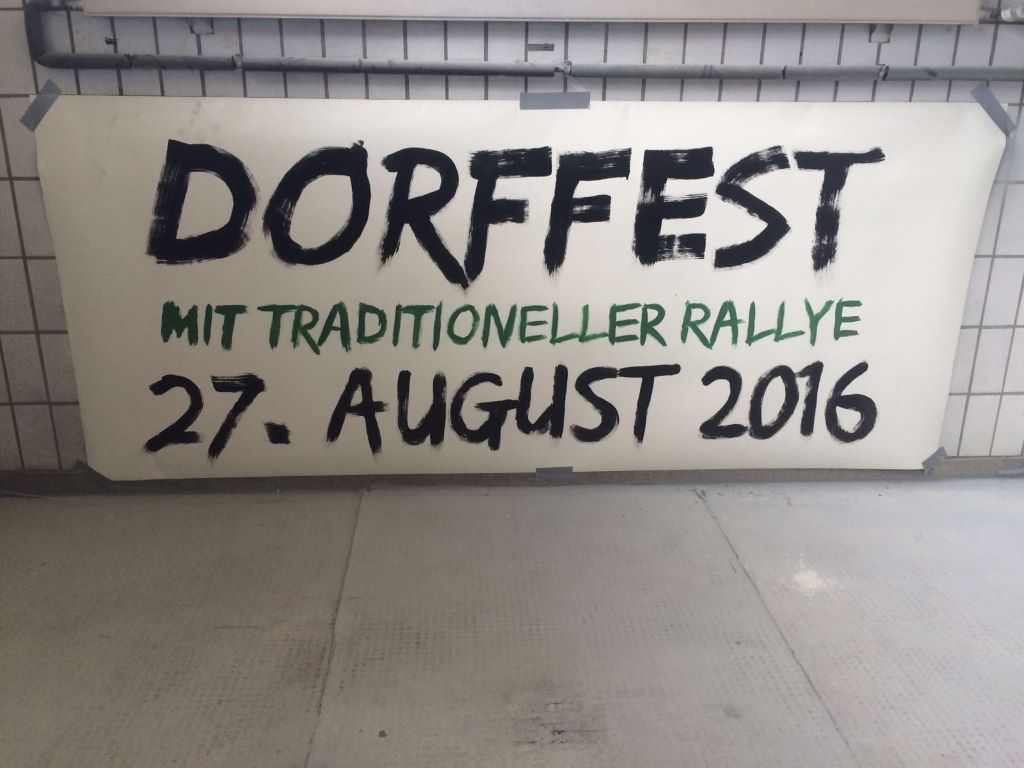 DORFFEST
MIT TRADITIONELLER RALLYE
27. AUGUST 2016